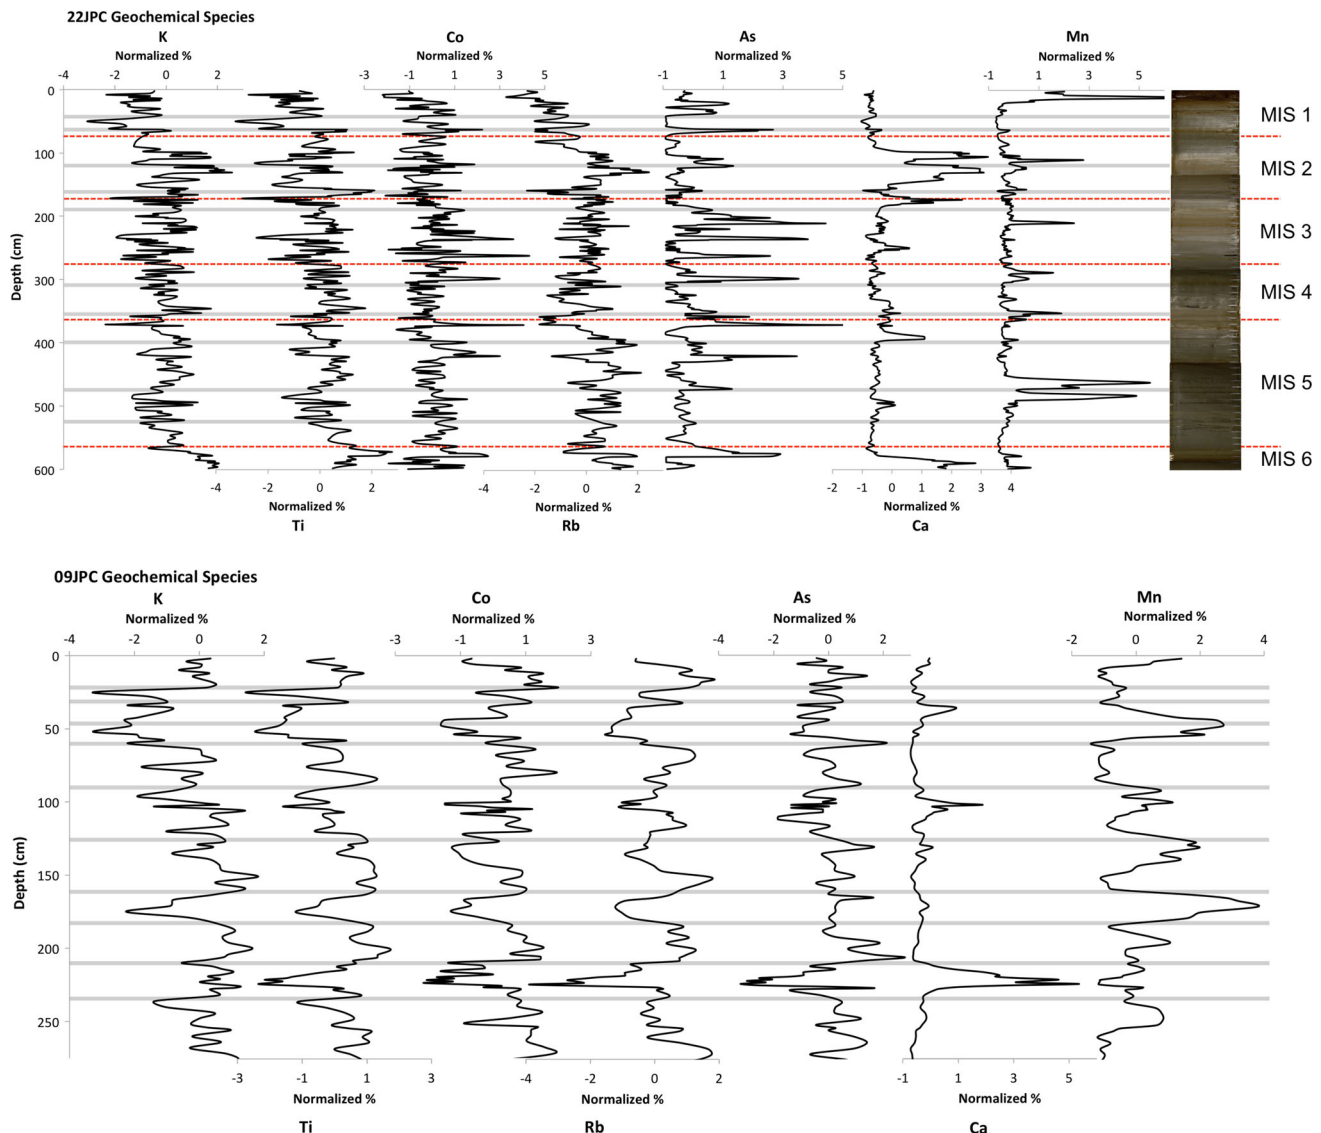 22JPC Geochemical Species
K Co As Mn
Normalized % Normalized % Normalized % Normalized %
-4 -2 0 2 -3 -1 1 3 5 -1 1 3 5 -1 1 3 5
0
100
200
300
400
500
600
Depth (cm)
MIS 1
MIS 2
MIS 3
MIS 4
MIS 5
MIS 6
-4 -2 0 2 -4 -2 0 2 -2 -1 0 1 2 3 4
Normalized % Normalized % Normalized %
Ti Rb Ca
09JPC Geochemical Species
K Co As Mn
Normalized % Normalized % Normalized % Normalized %
-4 -2 0 2 -3 -1 1 3 -4 -2 0 2 -2 0 2 4
0
50
100
150
200
250
Depth (cm)
-3 -1 1 3 -4 -2 0 2 -1 1 3 5
Normalized % Normalized % Normalized %
Ti Rb Ca